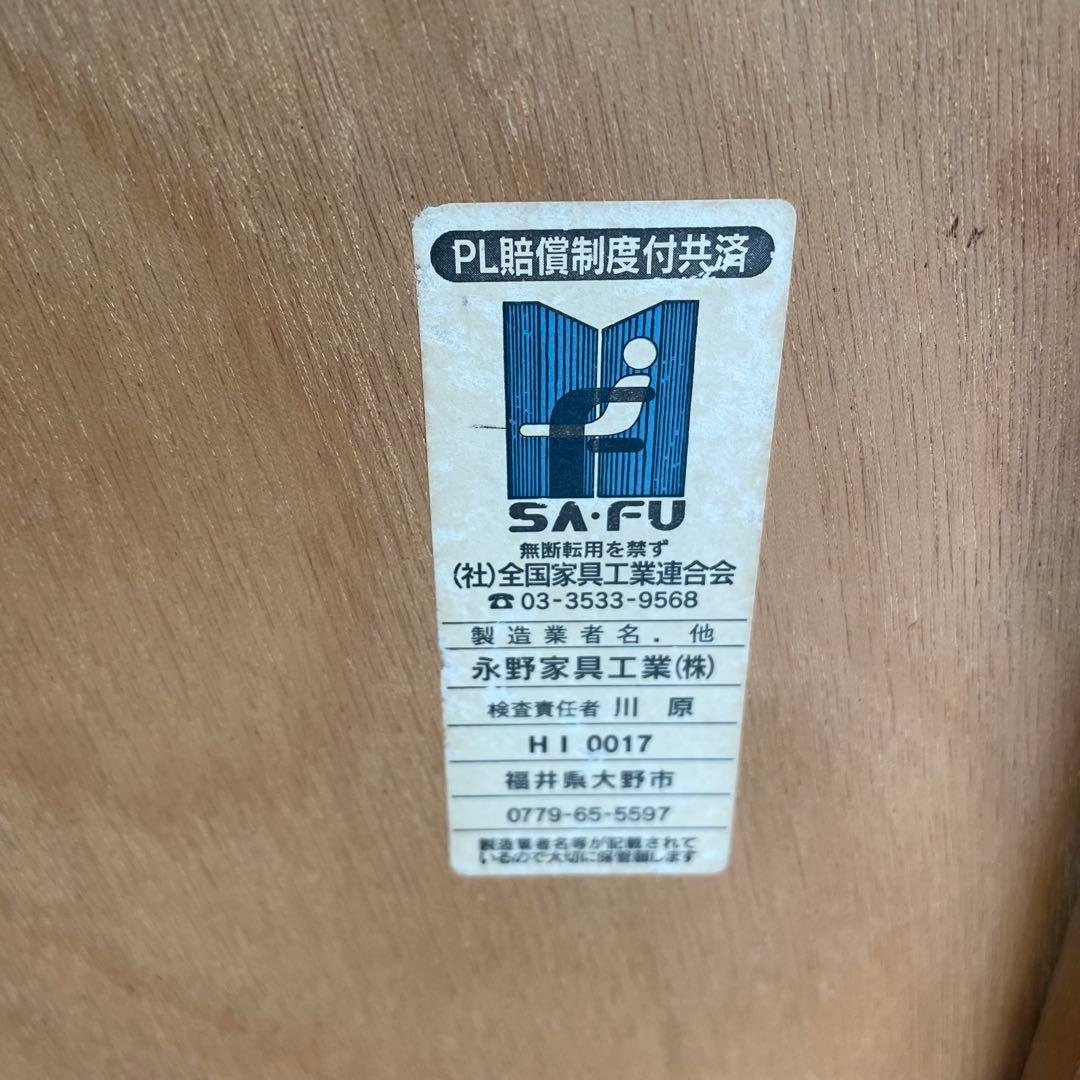 PL賠償制度付共済
SA・FU
無断転用を禁ず
(社)全国家具工業連合会
☎ 03-3533-9568
製造業者名．他
永野家具工業(株)
検査責任者 川 原
HI 0017
福井県大野市
0779-65-5597
製造業者名等が記載されて
いるので大切に保管願します